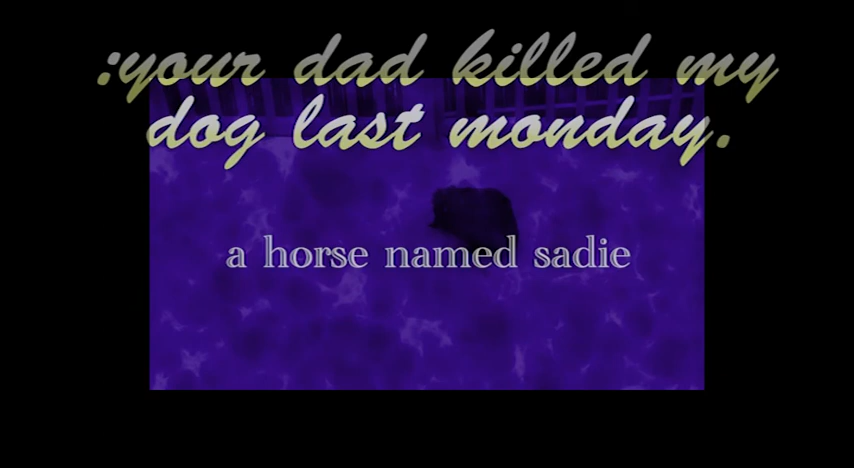 :your dad killed my
dog last monday.
a horse named sadie